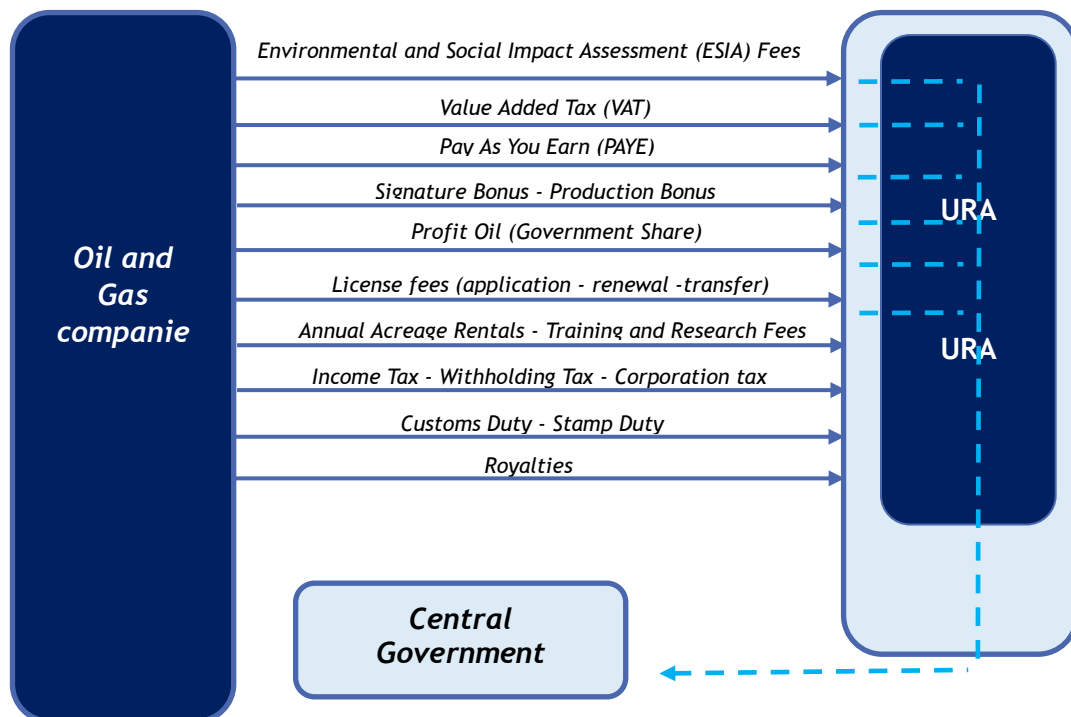 Environmental and Social Impact Assessment (ESIA) Fees
Value Added Tax (VAT)
Pay As You Earn (PAYE)
Signature Bonus - Production Bonus
Profit Oil (Government Share)
License fees (application - renewal -transfer)
Annual Acreage Rentals - Training and Research Fees
Income Tax - Withholding Tax - Corporation tax
Customs Duty - Stamp Duty
Royalties
Oil and
Gas
companie
URA
URA
Central
Government